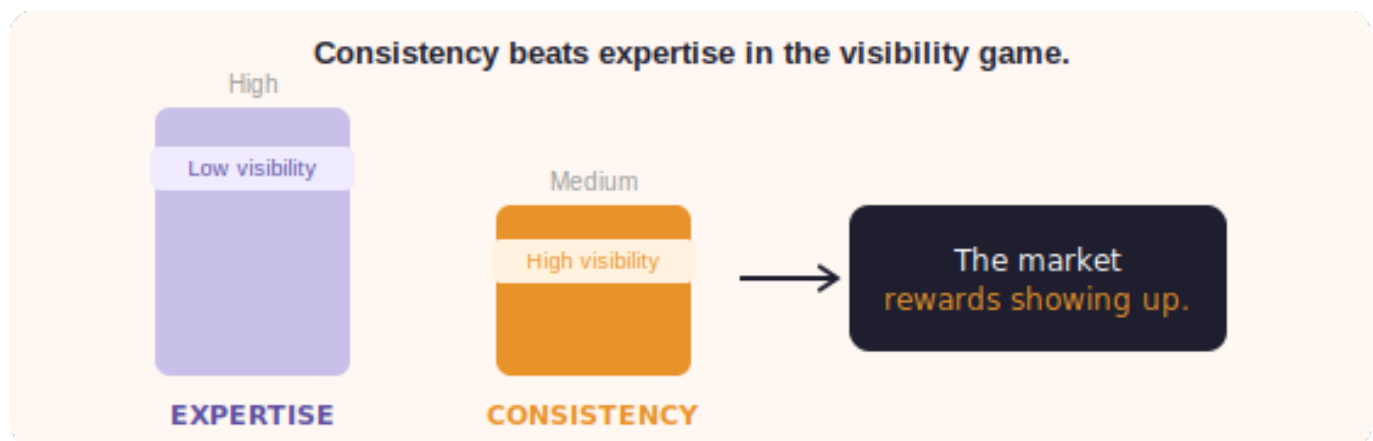 Consistency beats expertise in the visibility game.
High
Low visibility
EXPERTISE
Medium
High visibility
CONSISTENCY
The market
rewards showing up.